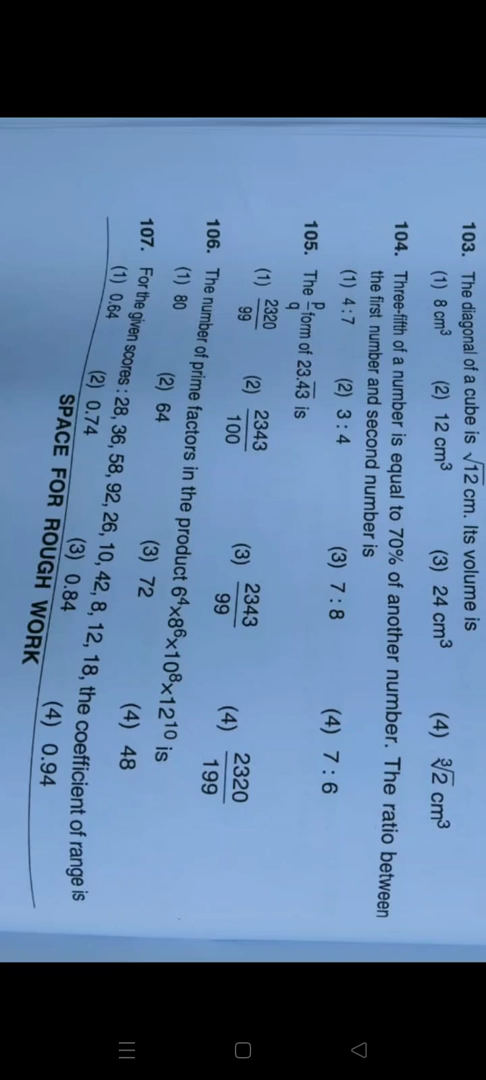 103. The diagonal of a cube is √12 cm. Its volume is
(1) 8 cm³ (2) 12 cm³ (3) 24 cm³ (4) ∛2 cm³
104. Three-fifth of a number is equal to 70% of another number. The ratio between
the first number and second number is
(1) 4 : 7 (2) 3 : 4 (3) 7 : 8 (4) 7 : 6
105. The p/q form of 23.4̅3̅ is
(1) 2320/99 (2) 2343/100 (3) 2343/99 (4) 2320/199
106. The number of prime factors in the product 6⁴x8⁶x10⁸x12¹⁰ is
(1) 80 (2) 64 (3) 72 (4) 48
107. For the given scores : 28, 36, 58, 92, 26, 10, 42, 8, 12, 18, the coefficient of range is
(1) 0.64 (2) 0.74 (3) 0.84 (4) 0.94
SPACE FOR ROUGH WORK